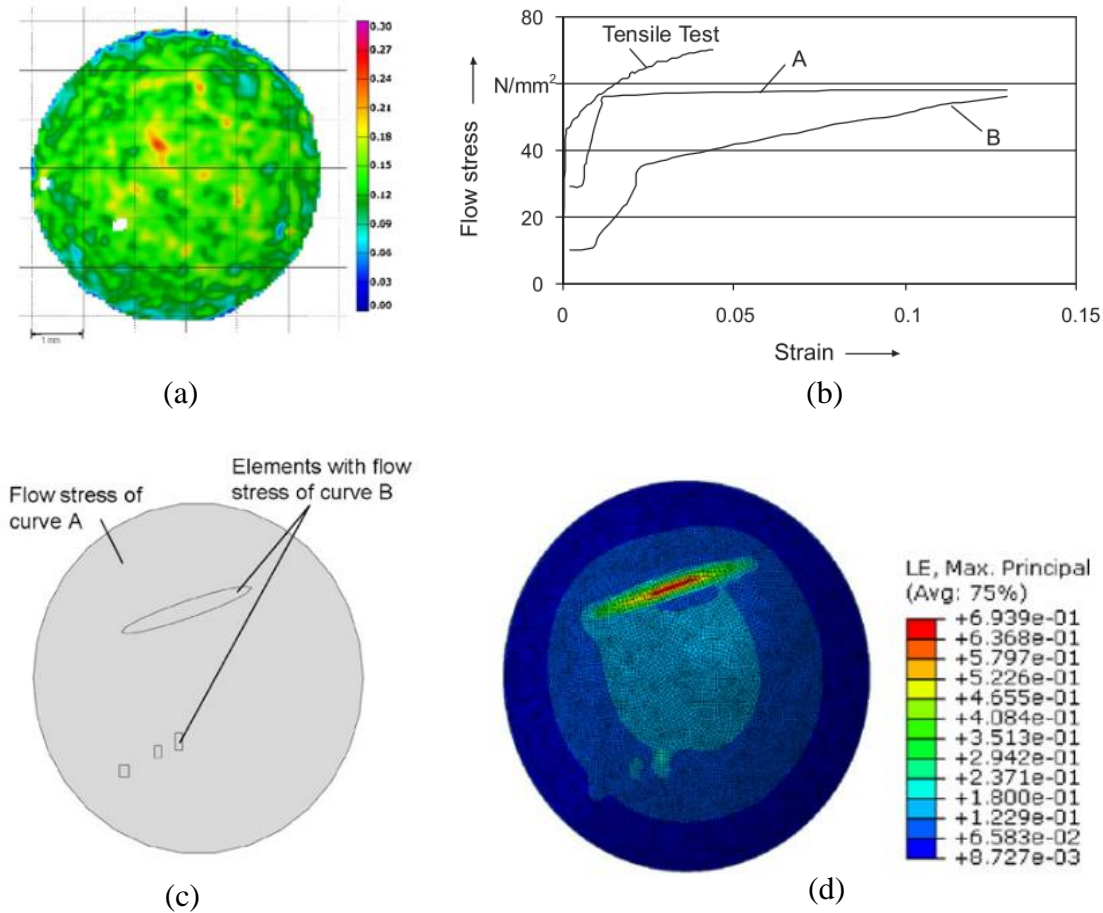 0.30
0.27
0.24
0.21
0.18
0.15
0.12
0.09
0.06
0.03
0.00
1 mm
(a)
80
Tensile Test
N/mm²
A
Flow stress
40
B
20
0
0
0.05
0.1
0.15
Strain
(b)
Elements with flow
stress of curve B
Flow stress of
curve A
(c)
LE, Max. Principal
(Avg: 75%)
+6.939e-01
+6.368e-01
+5.797e-01
+5.226e-01
+4.655e-01
+4.084e-01
+3.513e-01
+2.942e-01
+2.371e-01
+1.800e-01
+1.229e-01
+6.583e-02
+8.727e-03
(d)